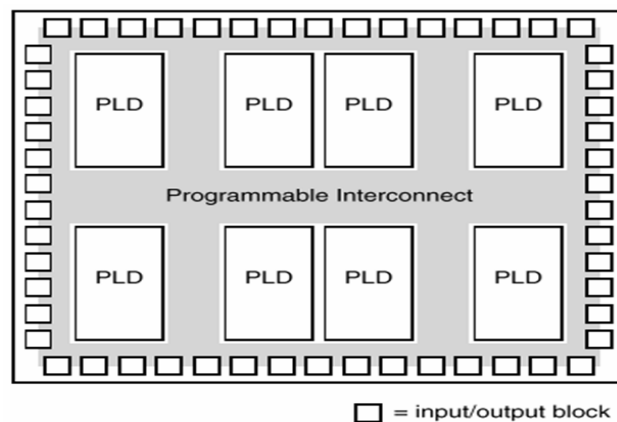 PLD PLD PLD PLD
Programmable Interconnect
PLD PLD PLD PLD
= input/output block